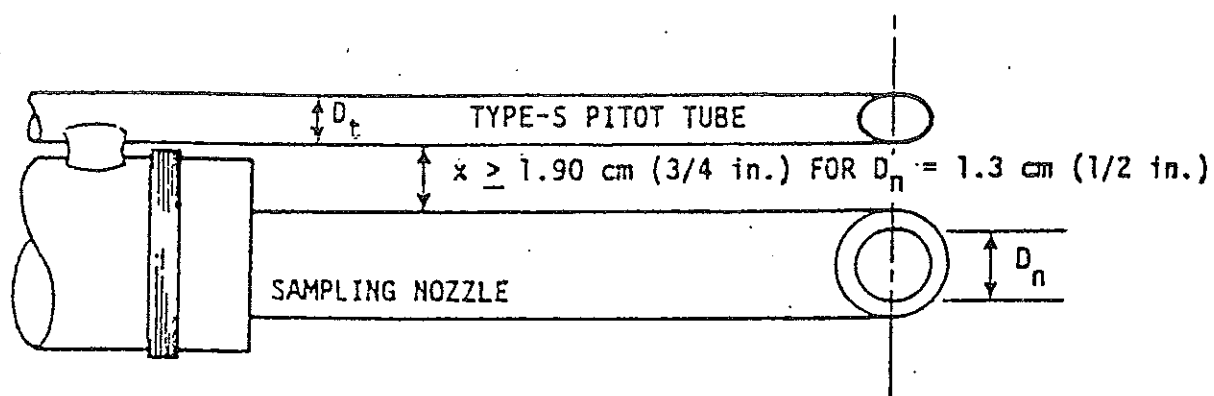 D_t TYPE-S PITOT TUBE
x ≥ 1.90 cm (3/4 in.) FOR D_n = 1.3 cm (1/2 in.)
D_n
SAMPLING NOZZLE